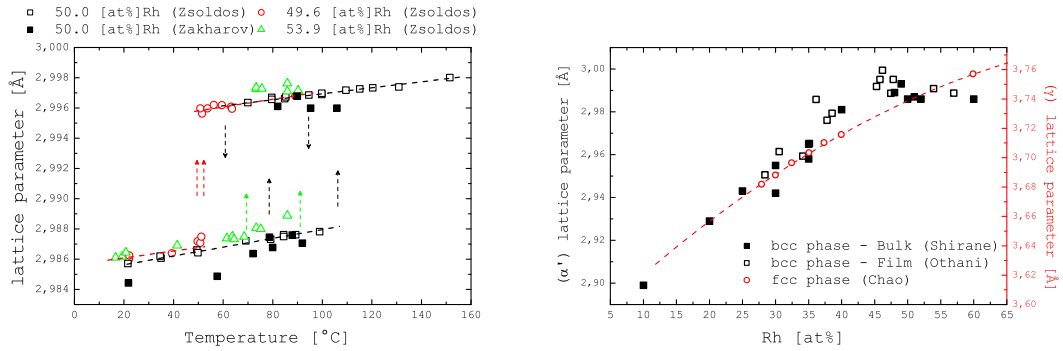 50.0 [at%]Rh (Zsoldos) 49.6 [at%]Rh (Zsoldos)
50.0 [at%]Rh (Zakharov) 53.9 [at%]Rh (Zsoldos)
3,000
2,998
2,996
2,994
2,992
2,990
2,988
2,986
2,984
lattice parameter [Å]
0 20 40 60 80 100 120 140 160
Temperature [°C]
3,00
2,98
2,96
2,94
2,92
2,90
(α') lattice parameter [Å]
bcc phase - Bulk (Shirane)
bcc phase - Film (Othani)
fcc phase (Chao)
5 10 15 20 25 30 35 40 45 50 55 60 65
Rh [at%]
3,76
3,74
3,72
3,70
3,68
3,66
3,64
3,62
3,60
(γ) lattice parameter [Å]